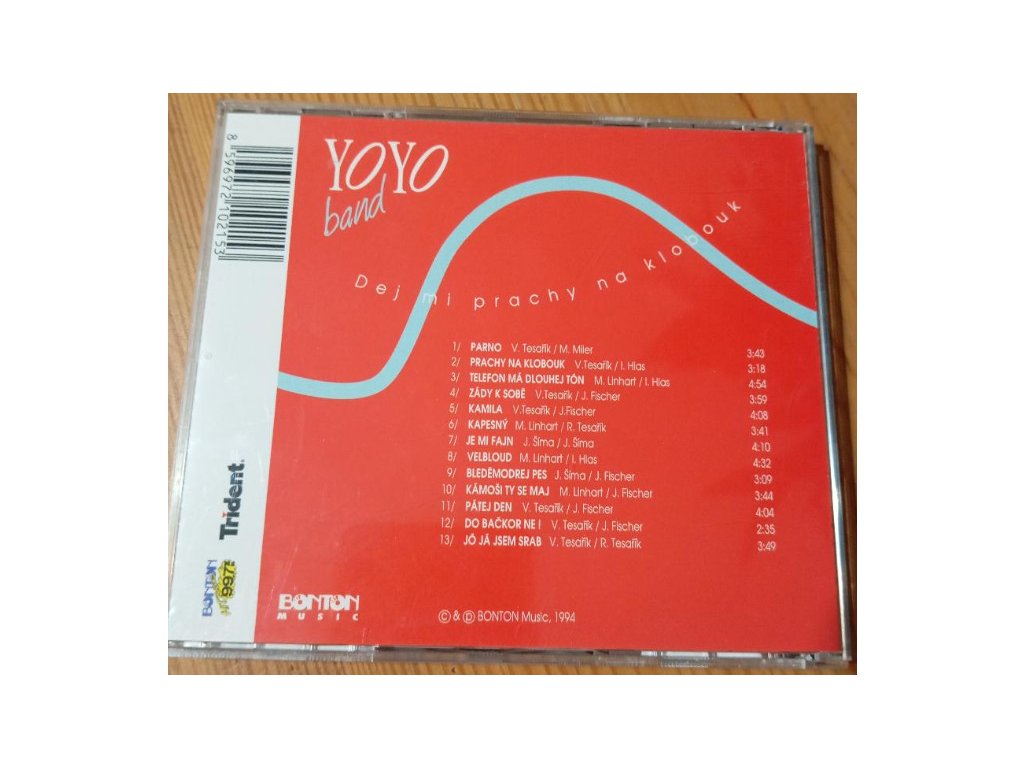 8 596972 102153
YOYO
band
Dej mi prachy na klobouk
1/ PARNO V. Tesařík / M. Miler 3:43
2/ PRACHY NA KLOBOUK V.Tesařík / I. Hlas 3:18
3/ TELEFON MÁ DLOUHEJ TÓN M. Linhart / I. Hlas 4:54
4/ ZÁDY K SOBĚ V.Tesařík / J. Fischer 3:59
5/ KAMILA V.Tesařík / J.Fischer 4:08
6/ KAPESNÝ M. Linhart / R. Tesařík 3:41
7/ JE MI FAJN J. Šíma / J. Šíma 4:10
8/ VELBLOUD M. Linhart / I. Hlas 4:32
9/ BLEDĚMODREJ PES J. Šíma / J. Fischer 3:09
10/ KÁMOŠI TY SE MAJ M. Linhart / J. Fischer 3:44
11/ PÁTEJ DEN V. Tesařík / J. Fischer 4:04
12/ DO BAČKOR NE ! V. Tesařík / J. Fischer 2:35
13/ JÓ JÁ JSEM SRAB V. Tesařík / R. Tesařík 3:49
Trident
BONTON
99.7
BONTON
MUSIC
© & ℗ BONTON Music, 1994